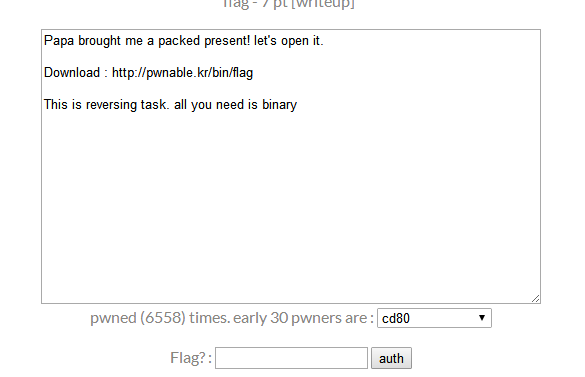 flag - 7 pt [writeup]
Papa brought me a packed present! let's open it.
Download : http://pwnable.kr/bin/flag
This is reversing task. all you need is binary
pwned (6558) times. early 30 pwners are : cd80
Flag? : auth